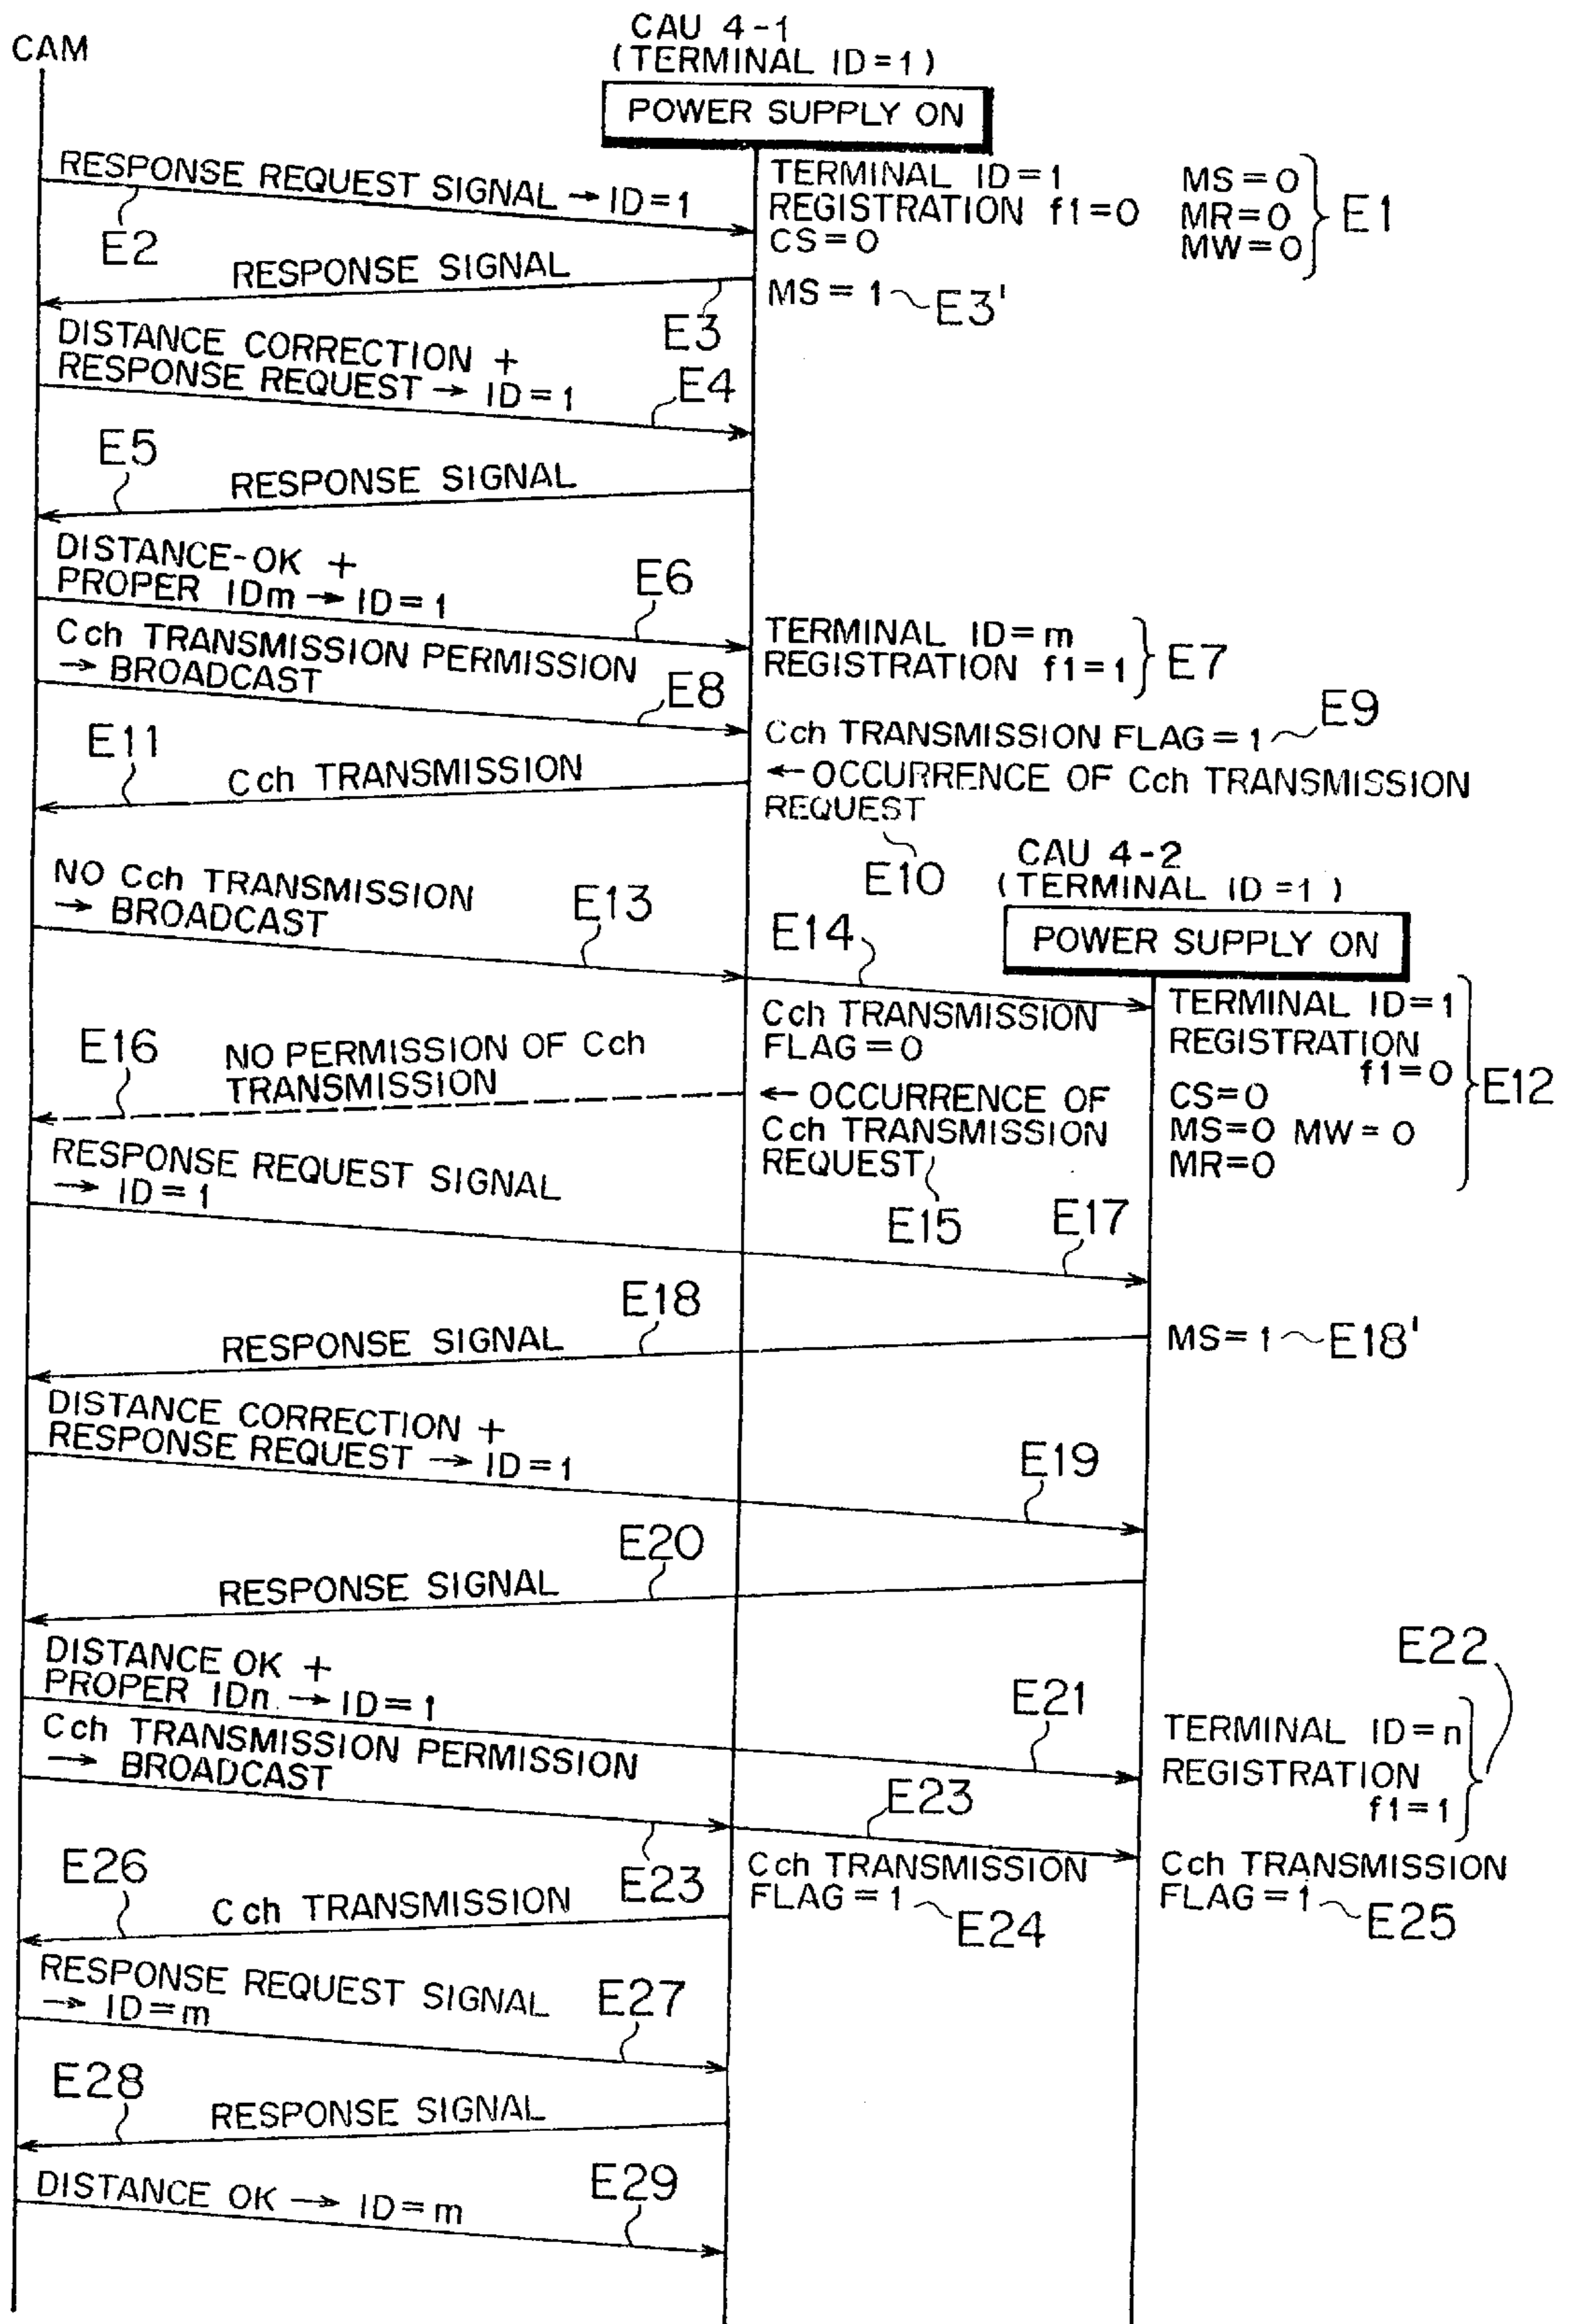 CAM
CAU 4-1
(TERMINAL ID=1)
POWER SUPPLY ON
RESPONSE REQUEST SIGNAL → ID=1
E2
TERMINAL ID=1
REGISTRATION f1=0
CS=0
MS=0
MR=0
MW=0
E1
RESPONSE SIGNAL
E3
MS=1
E3'
DISTANCE CORRECTION +
RESPONSE REQUEST → ID=1
E4
E5
RESPONSE SIGNAL
DISTANCE-OK +
PROPER IDm → ID=1
E6
TERMINAL ID=m
REGISTRATION f1=1
E7
Cch TRANSMISSION PERMISSION
→ BROADCAST
E8
Cch TRANSMISSION FLAG=1
E9
E11
Cch TRANSMISSION
← OCCURRENCE OF Cch TRANSMISSION
REQUEST
E10
CAU 4-2
(TERMINAL ID=1)
POWER SUPPLY ON
NO Cch TRANSMISSION
→ BROADCAST
E13
E14
Cch TRANSMISSION
FLAG=0
TERMINAL ID=1
REGISTRATION
f1=0
CS=0
MS=0 MW=0
MR=0
E12
E16
NO PERMISSION OF Cch
TRANSMISSION
← OCCURRENCE OF
Cch TRANSMISSION
REQUEST
E15
RESPONSE REQUEST SIGNAL
→ ID=1
E17
E18
RESPONSE SIGNAL
MS=1
E18'
DISTANCE CORRECTION +
RESPONSE REQUEST → ID=1
E19
E20
RESPONSE SIGNAL
DISTANCE OK +
PROPER IDn → ID=1
E21
E22
TERMINAL ID=n
REGISTRATION
f1=1
Cch TRANSMISSION PERMISSION
→ BROADCAST
E23
E23
Cch TRANSMISSION
FLAG=1
E24
Cch TRANSMISSION
FLAG=1
E25
E26
Cch TRANSMISSION
RESPONSE REQUEST SIGNAL
→ ID=m
E27
E28
RESPONSE SIGNAL
DISTANCE OK → ID=m
E29